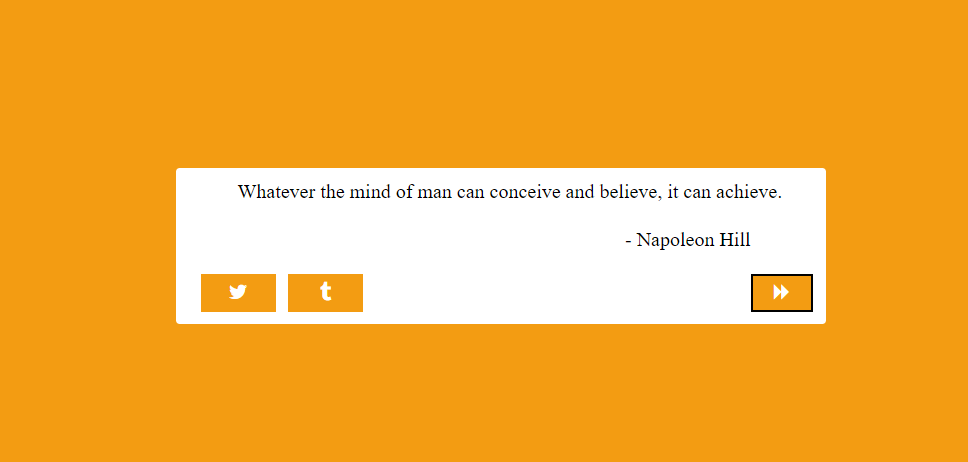 Whatever the mind of man can conceive and believe, it can achieve.
- Napoleon Hill